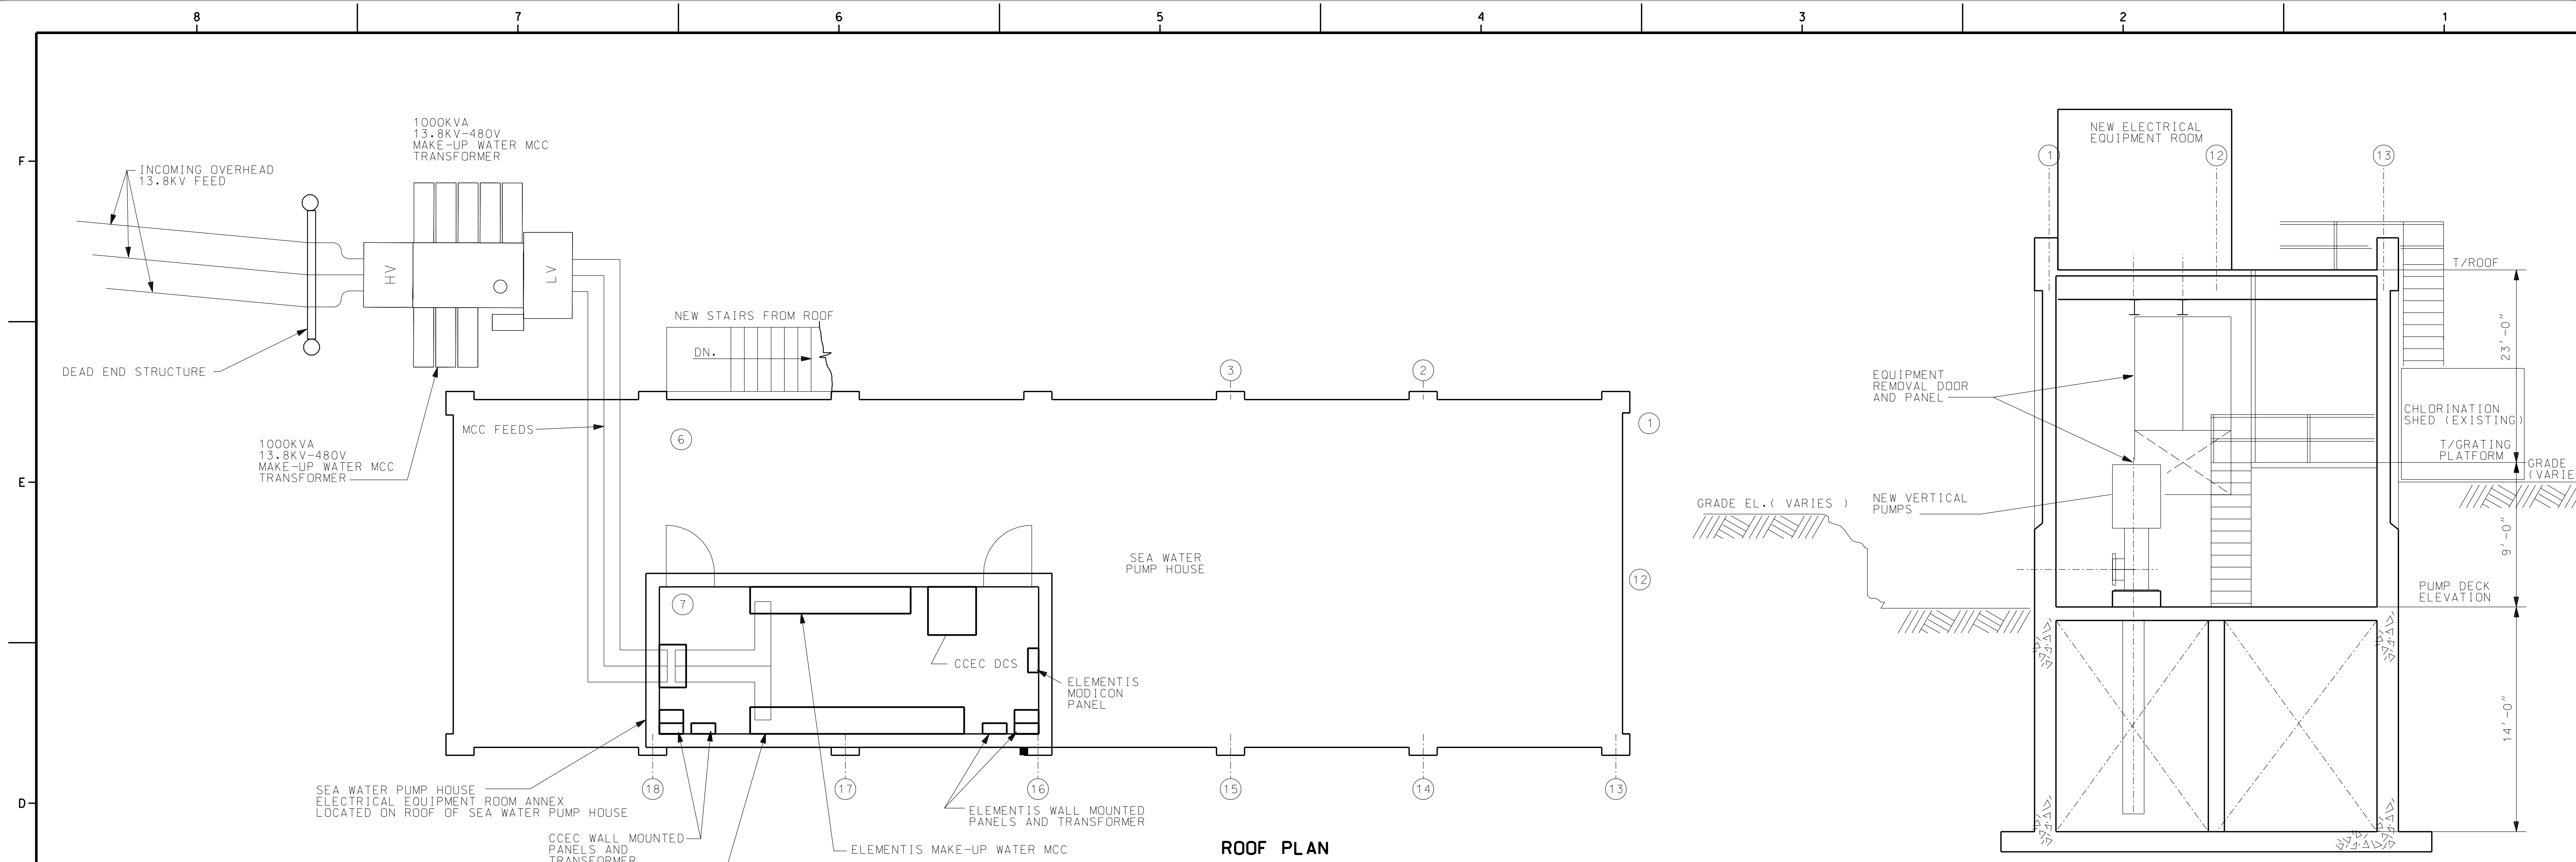 8
7
6
5
4
3
2
1
F
E
D
1000KVA
13.8KV-480V
MAKE-UP WATER MCC
TRANSFORMER
INCOMING OVERHEAD
13.8KV FEED
HV
LV
DEAD END STRUCTURE
NEW STAIRS FROM ROOF
DN.
1000KVA
13.8KV-480V
MAKE-UP WATER MCC
TRANSFORMER
MCC FEEDS
6
3
2
1
SEA WATER
PUMP HOUSE
12
7
CCEC DCS
ELEMENTIS
MODICON
PANEL
18
17
16
15
14
13
SEA WATER PUMP HOUSE
ELECTRICAL EQUIPMENT ROOM ANNEX
LOCATED ON ROOF OF SEA WATER PUMP HOUSE
CCEC WALL MOUNTED
PANELS AND
TRANSFORMER
ELEMENTIS WALL MOUNTED
PANELS AND TRANSFORMER
ELEMENTIS MAKE-UP WATER MCC
ROOF PLAN
NEW ELECTRICAL
EQUIPMENT ROOM
1
12
13
T/ROOF
23'-0"
EQUIPMENT
REMOVAL DOOR
AND PANEL
CHLORINATION
SHED (EXISTING)
T/GRATING
PLATFORM
GRADE
(VARIE
GRADE EL.( VARIES )
NEW VERTICAL
PUMPS
9'-0"
PUMP DECK
ELEVATION
14'-0"